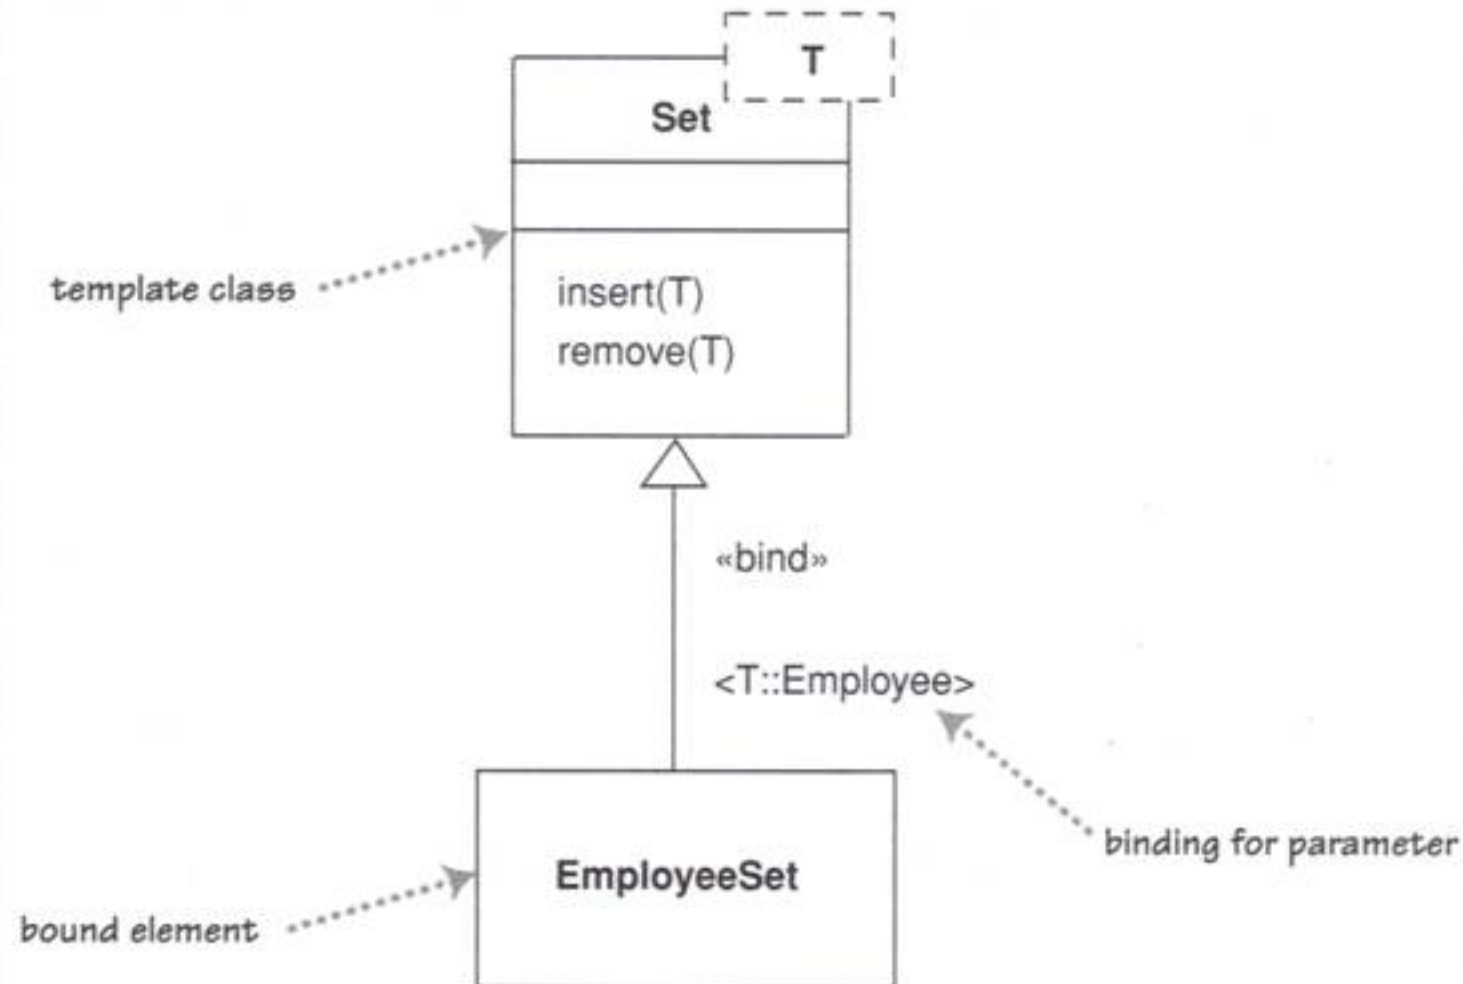 T
Set
template class
insert(T)
remove(T)
«bind»
<T::Employee>
binding for parameter
EmployeeSet
bound element